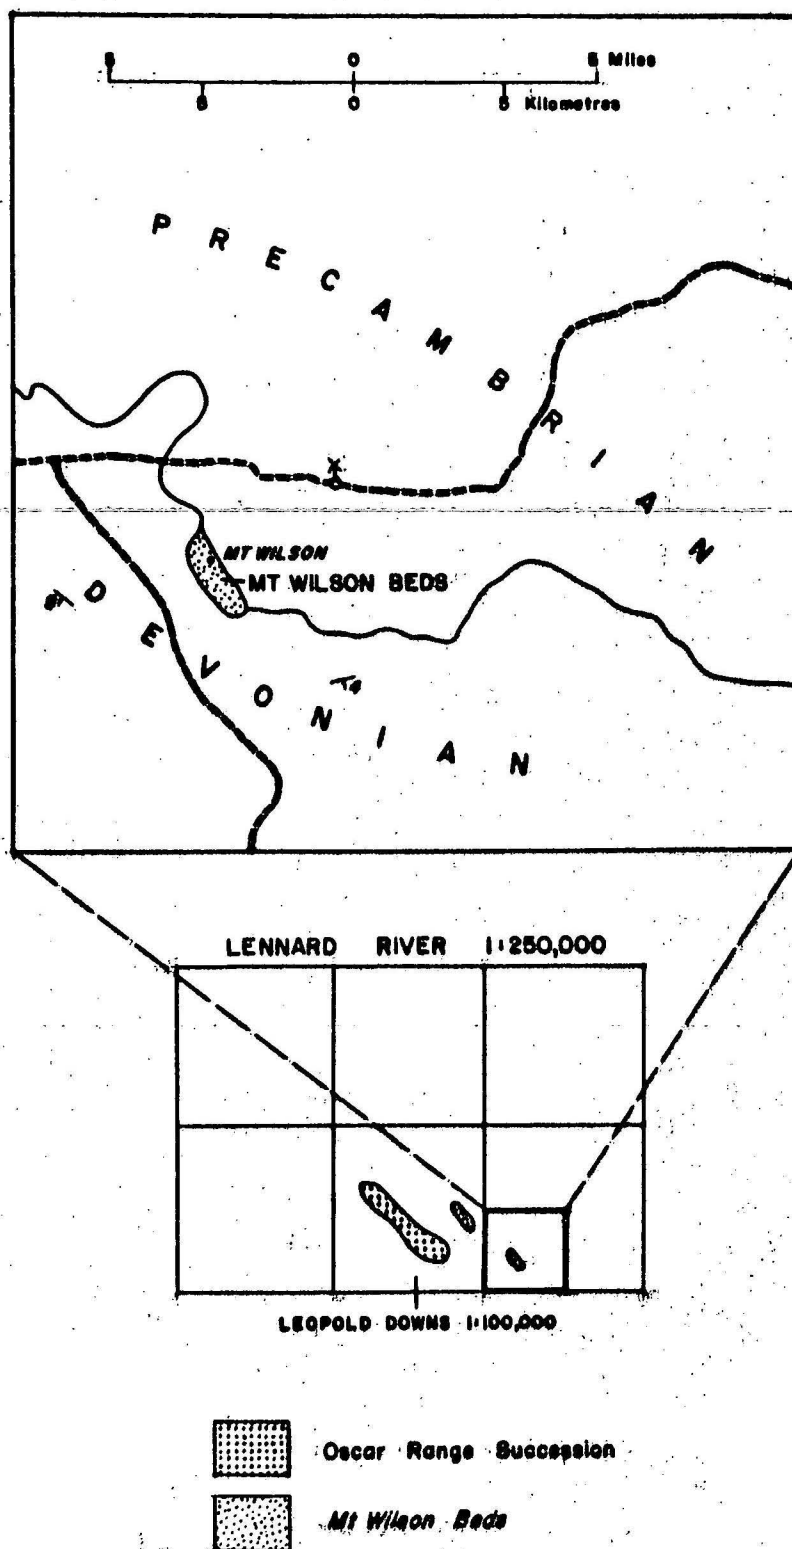 5 0 5 Miles
5 0 5 Kilometres
PRECAMBRIAN
MT WILSON
MT WILSON BEDS
DEVONIAN
LENNARD RIVER 1:250,000
LEOPOLD DOWNS 1:100,000
Oscar Range Succession
Mt Wilson Beds